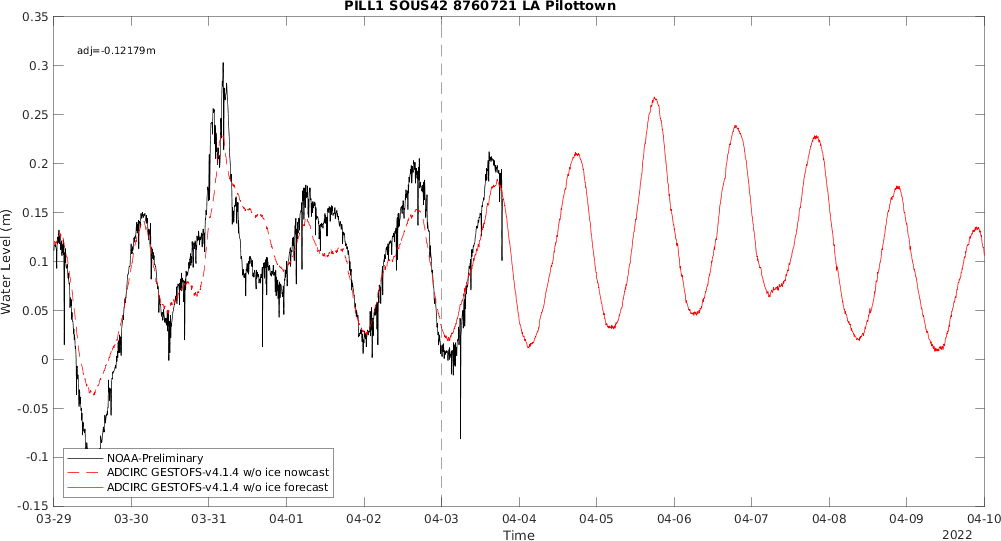 PILL1 SOUS42 8760721 LA Pilottown
adj=-0.12179m
Water Level (m)
0.35
0.3
0.25
0.2
0.15
0.1
0.05
0
-0.05
-0.1
-0.15
NOAA-Preliminary
ADCIRC GESTOFS-v4.1.4 w/o ice nowcast
ADCIRC GESTOFS-v4.1.4 w/o ice forecast
03-29 03-30 03-31 04-01 04-02 04-03 04-04 04-05 04-06 04-07 04-08 04-09 04-10
Time
2022